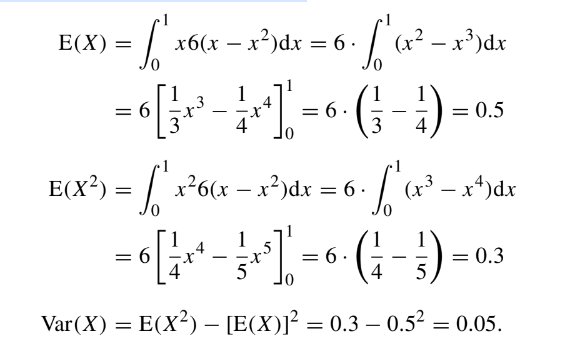 E(X) = ∫₀¹ x6(x − x²)dx = 6 · ∫₀¹ (x² − x³)dx
= 6 [1/3 x³ − 1/4 x⁴]₀¹ = 6 · (1/3 − 1/4) = 0.5
E(X²) = ∫₀¹ x²6(x − x²)dx = 6 · ∫₀¹ (x³ − x⁴)dx
= 6 [1/4 x⁴ − 1/5 x⁵]₀¹ = 6 · (1/4 − 1/5) = 0.3
Var(X) = E(X²) − [E(X)]² = 0.3 − 0.5² = 0.05.